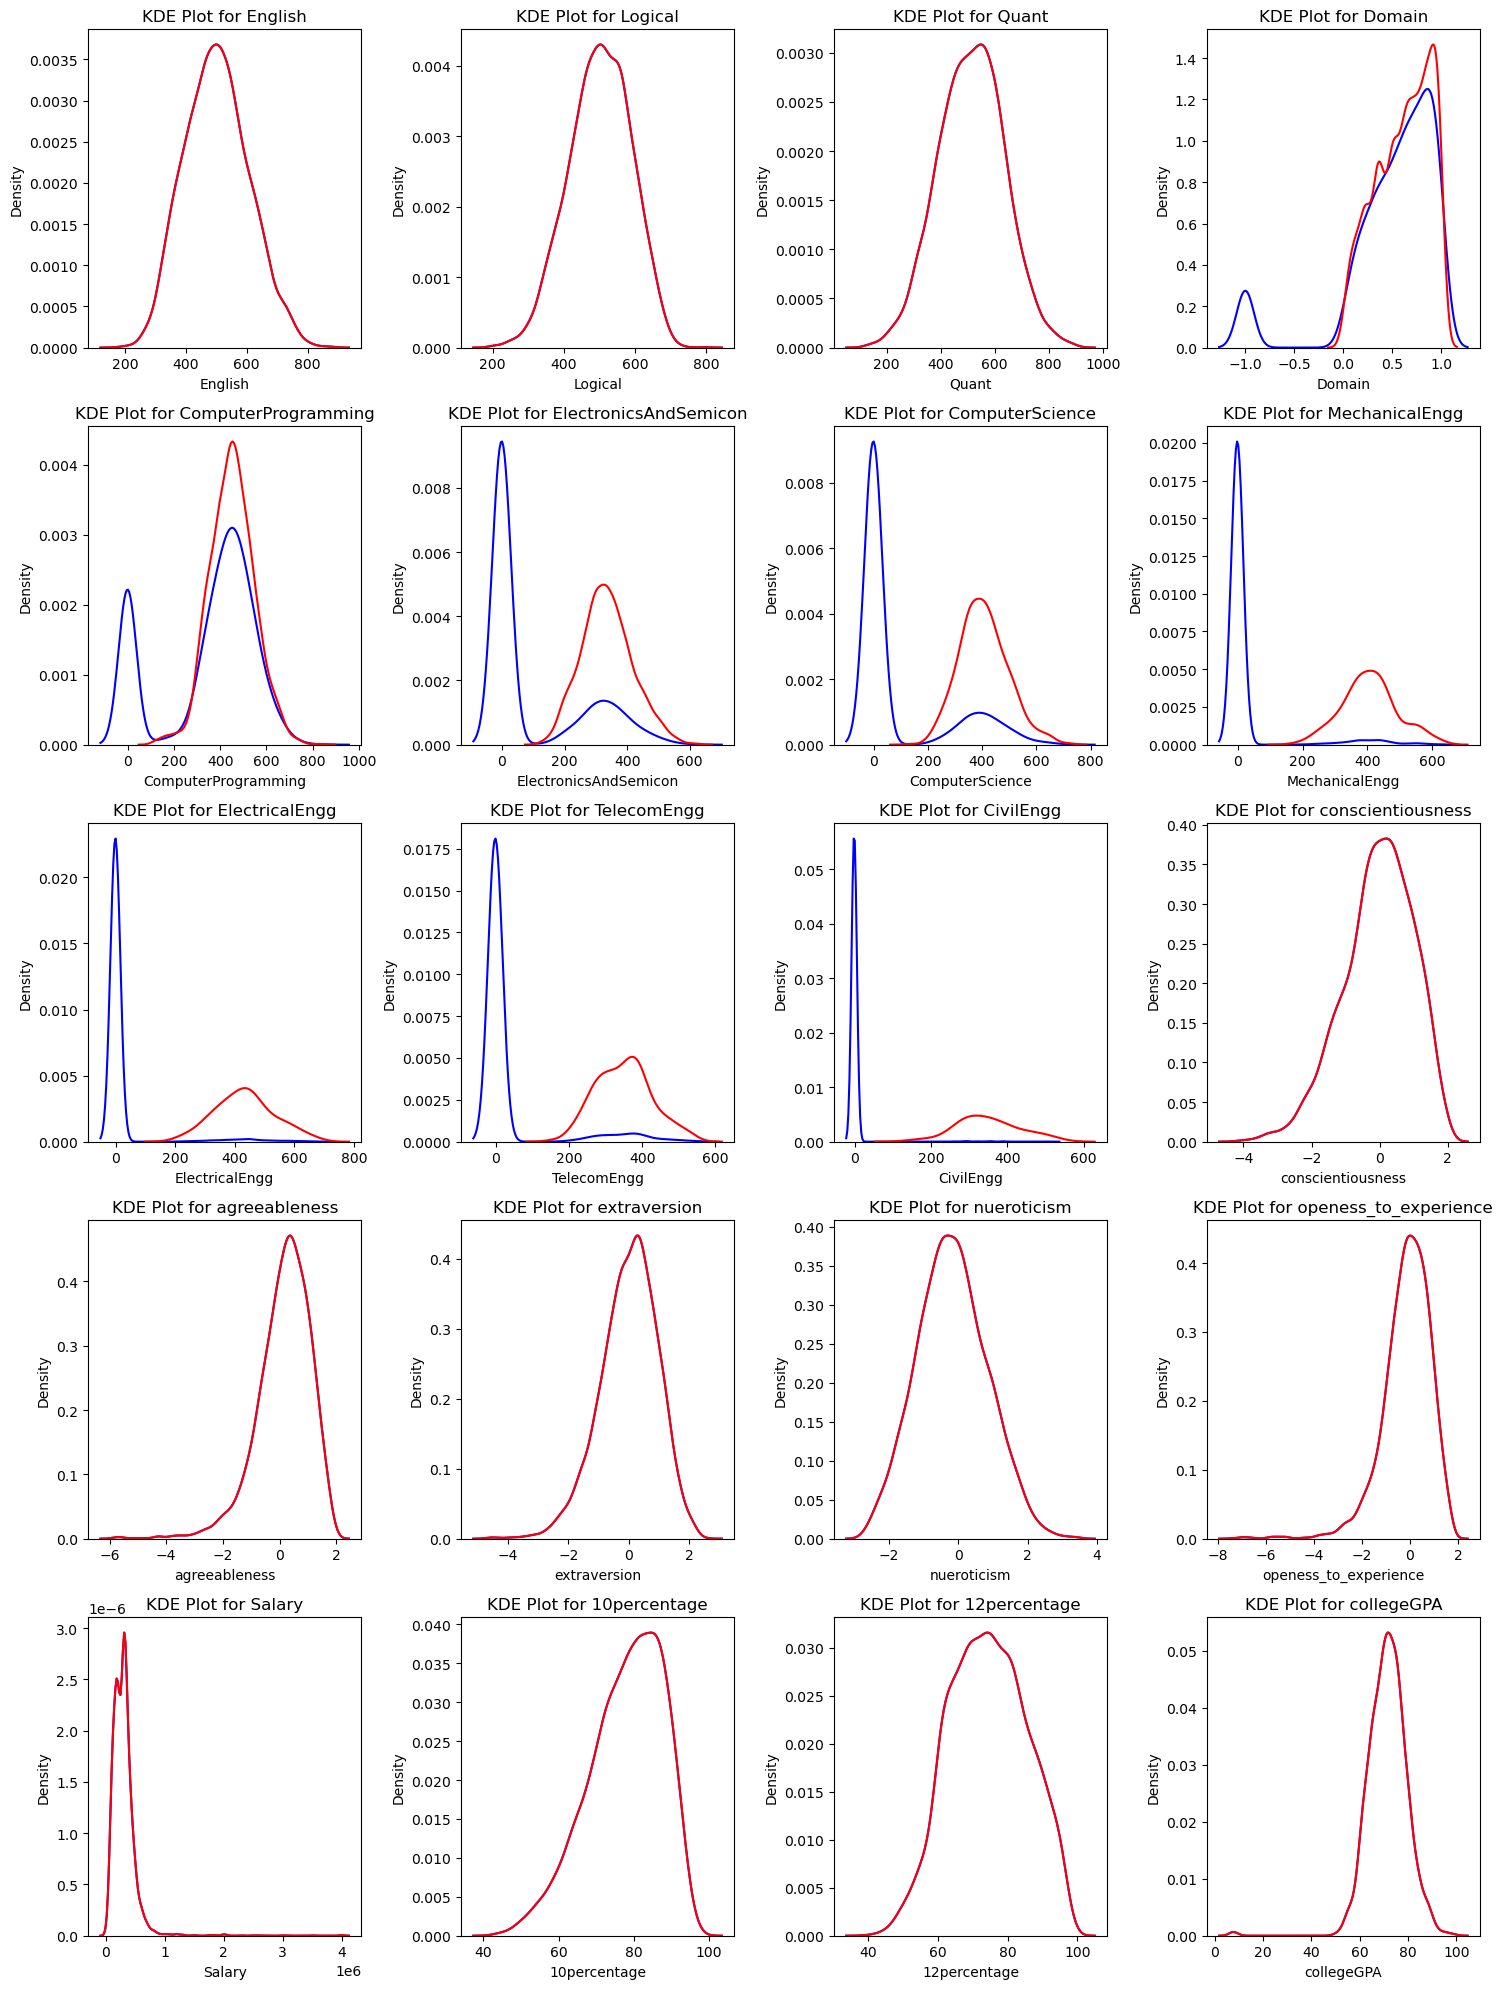 KDE Plot for English
0.0035
0.0030
0.0025
0.0020
0.0015
0.0010
0.0005
0.0000
Density
200 400 600 800
English
KDE Plot for Logical
0.004
0.003
0.002
0.001
0.000
Density
200 400 600 800
Logical
KDE Plot for Quant
0.0030
0.0025
0.0020
0.0015
0.0010
0.0005
0.0000
Density
200 400 600 800 1000
Quant
KDE Plot for Domain
1.4
1.2
1.0
0.8
0.6
0.4
0.2
0.0
Density
−1.0 −0.5 0.0 0.5 1.0
Domain
KDE Plot for ComputerProgramming
0.004
0.003
0.002
0.001
0.000
Density
0 200 400 600 800 1000
ComputerProgramming
KDE Plot for ElectronicsAndSemicon
0.008
0.006
0.004
0.002
0.000
Density
0 200 400 600
ElectronicsAndSemicon
KDE Plot for ComputerScience
0.008
0.006
0.004
0.002
0.000
Density
0 200 400 600 800
ComputerScience
KDE Plot for MechanicalEngg
0.0200
0.0175
0.0150
0.0125
0.0100
0.0075
0.0050
0.0025
0.0000
Density
0 200 400 600
MechanicalEngg
KDE Plot for ElectricalEngg
0.020
0.015
0.010
0.005
0.000
Density
0 200 400 600 800
ElectricalEngg
KDE Plot for TelecomEngg
0.0175
0.0150
0.0125
0.0100
0.0075
0.0050
0.0025
0.0000
Density
0 200 400 600
TelecomEngg
KDE Plot for CivilEngg
0.05
0.04
0.03
0.02
0.01
0.00
Density
0 200 400 600
CivilEngg
KDE Plot for conscientiousness
0.40
0.35
0.30
0.25
0.20
0.15
0.10
0.05
0.00
Density
−4 −2 0 2
conscientiousness
KDE Plot for agreeableness
0.4
0.3
0.2
0.1
0.0
Density
−6 −4 −2 0 2
agreeableness
KDE Plot for extraversion
0.4
0.3
0.2
0.1
0.0
Density
−4 −2 0 2
extraversion
KDE Plot for nueroticism
0.40
0.35
0.30
0.25
0.20
0.15
0.10
0.05
0.00
Density
−2 0 2 4
nueroticism
KDE Plot for openess_to_experience
0.4
0.3
0.2
0.1
0.0
Density
−8 −6 −4 −2 0 2
openess_to_experience
KDE Plot for Salary
1e−6
3.0
2.5
2.0
1.5
1.0
0.5
0.0
Density
0 1 2 3 4
1e6
Salary
KDE Plot for 10percentage
0.040
0.035
0.030
0.025
0.020
0.015
0.010
0.005
0.000
Density
40 60 80 100
10percentage
KDE Plot for 12percentage
0.030
0.025
0.020
0.015
0.010
0.005
0.000
Density
40 60 80 100
12percentage
KDE Plot for collegeGPA
0.05
0.04
0.03
0.02
0.01
0.00
Density
0 20 40 60 80 100
collegeGPA